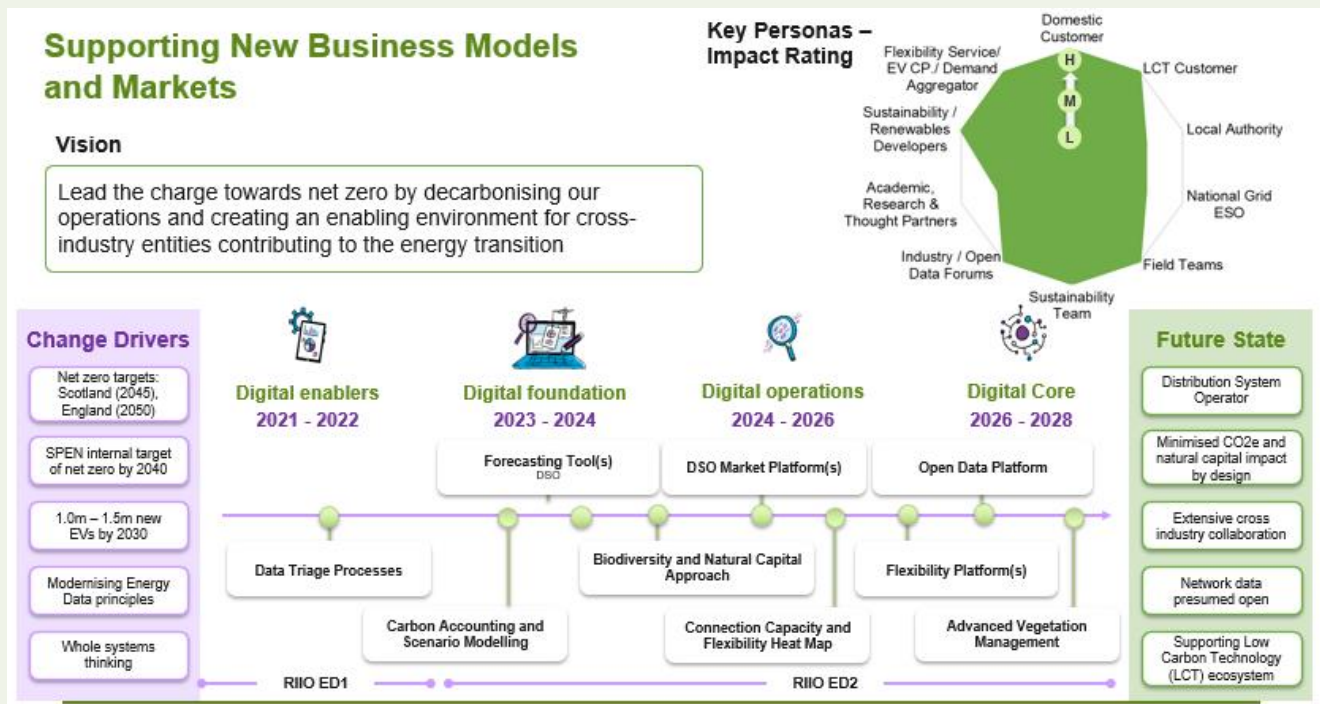 Supporting New Business Models
and Markets
Key Personas –
Impact Rating
Domestic
Customer
Flexibility Service/
EV CP./ Demand
Aggregator
LCT Customer
Sustainability /
Renewables
Developers
Local Authority
Academic,
Research &
Thought Partners
National Grid
ESO
Industry / Open
Data Forums
Field Teams
Sustainability
Team
H
M
L
Vision
Lead the charge towards net zero by decarbonising our
operations and creating an enabling environment for cross-
industry entities contributing to the energy transition
Change Drivers
Net zero targets:
Scotland (2045),
England (2050)
SPEN internal target
of net zero by 2040
1.0m – 1.5m new
EVs by 2030
Modernising Energy
Data principles
Whole systems
thinking
Digital enablers
2021 - 2022
Digital foundation
2023 - 2024
Digital operations
2024 - 2026
Digital Core
2026 - 2028
Forecasting Tool(s)
DSO
DSO Market Platform(s)
Open Data Platform
Data Triage Processes
Biodiversity and Natural Capital
Approach
Flexibility Platform(s)
Carbon Accounting and
Scenario Modelling
Connection Capacity and
Flexibility Heat Map
Advanced Vegetation
Management
RIIO ED1
RIIO ED2
Future State
Distribution System
Operator
Minimised CO2e and
natural capital impact
by design
Extensive cross
industry collaboration
Network data
presumed open
Supporting Low
Carbon Technology
(LCT) ecosystem